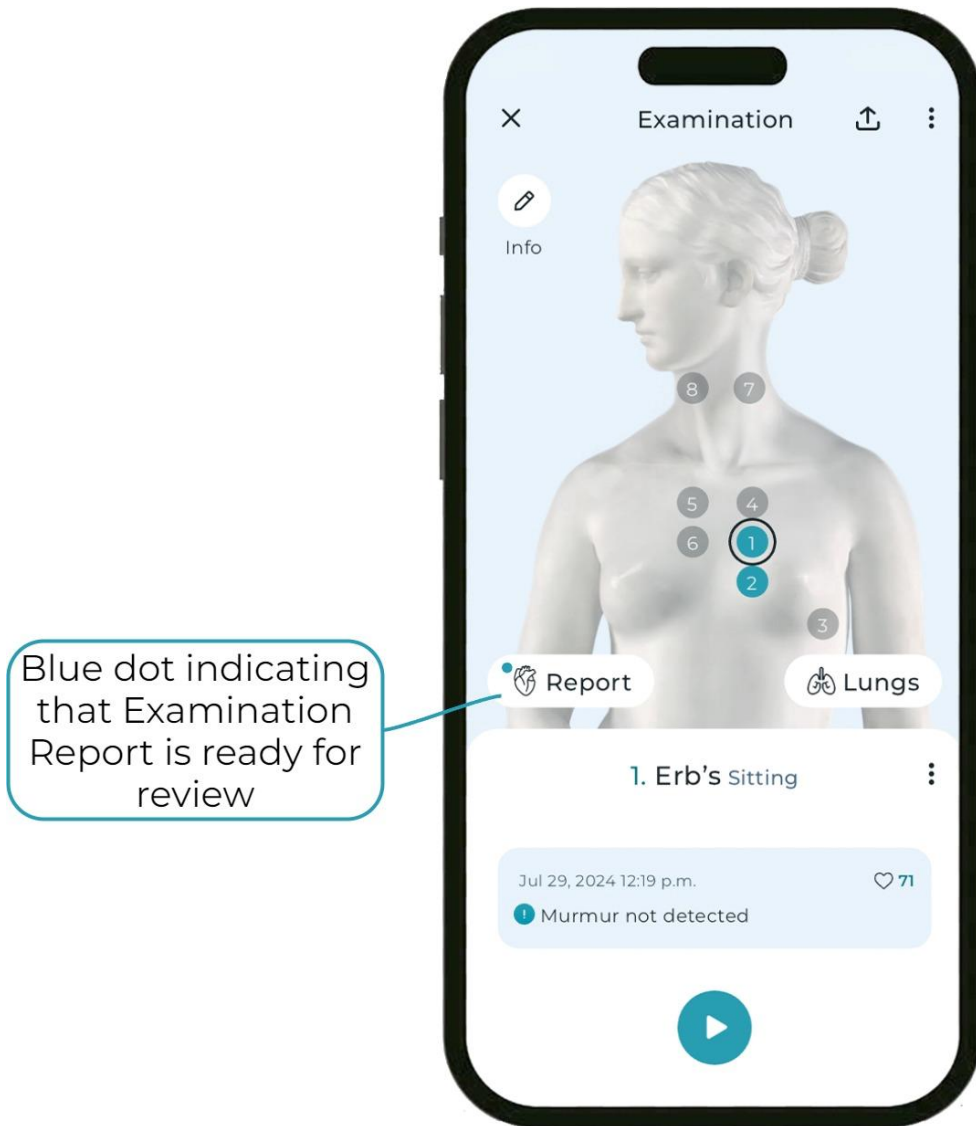 Examination
Info
8 7
5 4
6 1
2
3
Blue dot indicating
that Examination
Report is ready for
review
Report
Lungs
1. Erb's Sitting
Jul 29, 2024 12:19 p.m.
71
! Murmur not detected